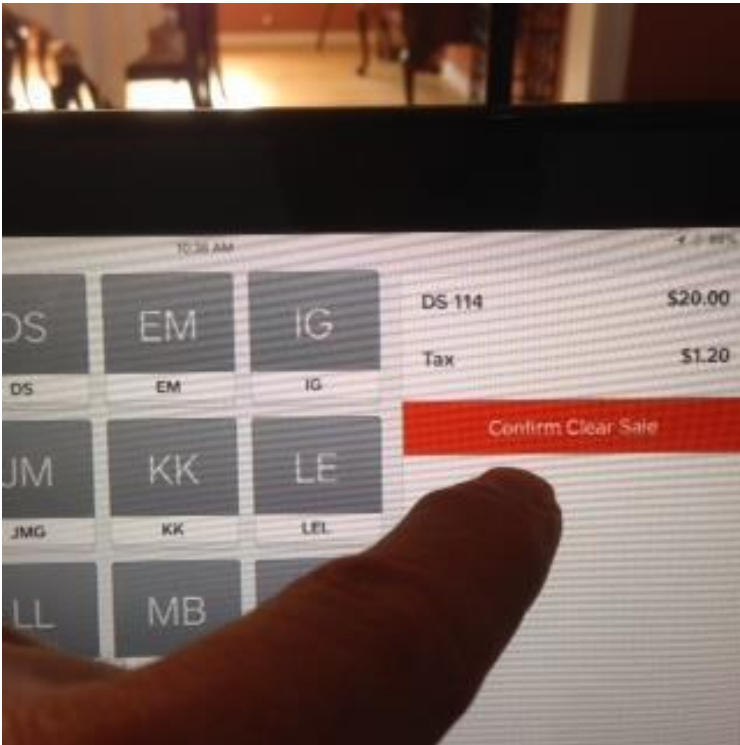 10:36 AM
DS EM IG
DS EM IG
DS 114 $20.00
Tax $1.20
Confirm Clear Sale
JM KK LE
JMG KK LEL
LL MB